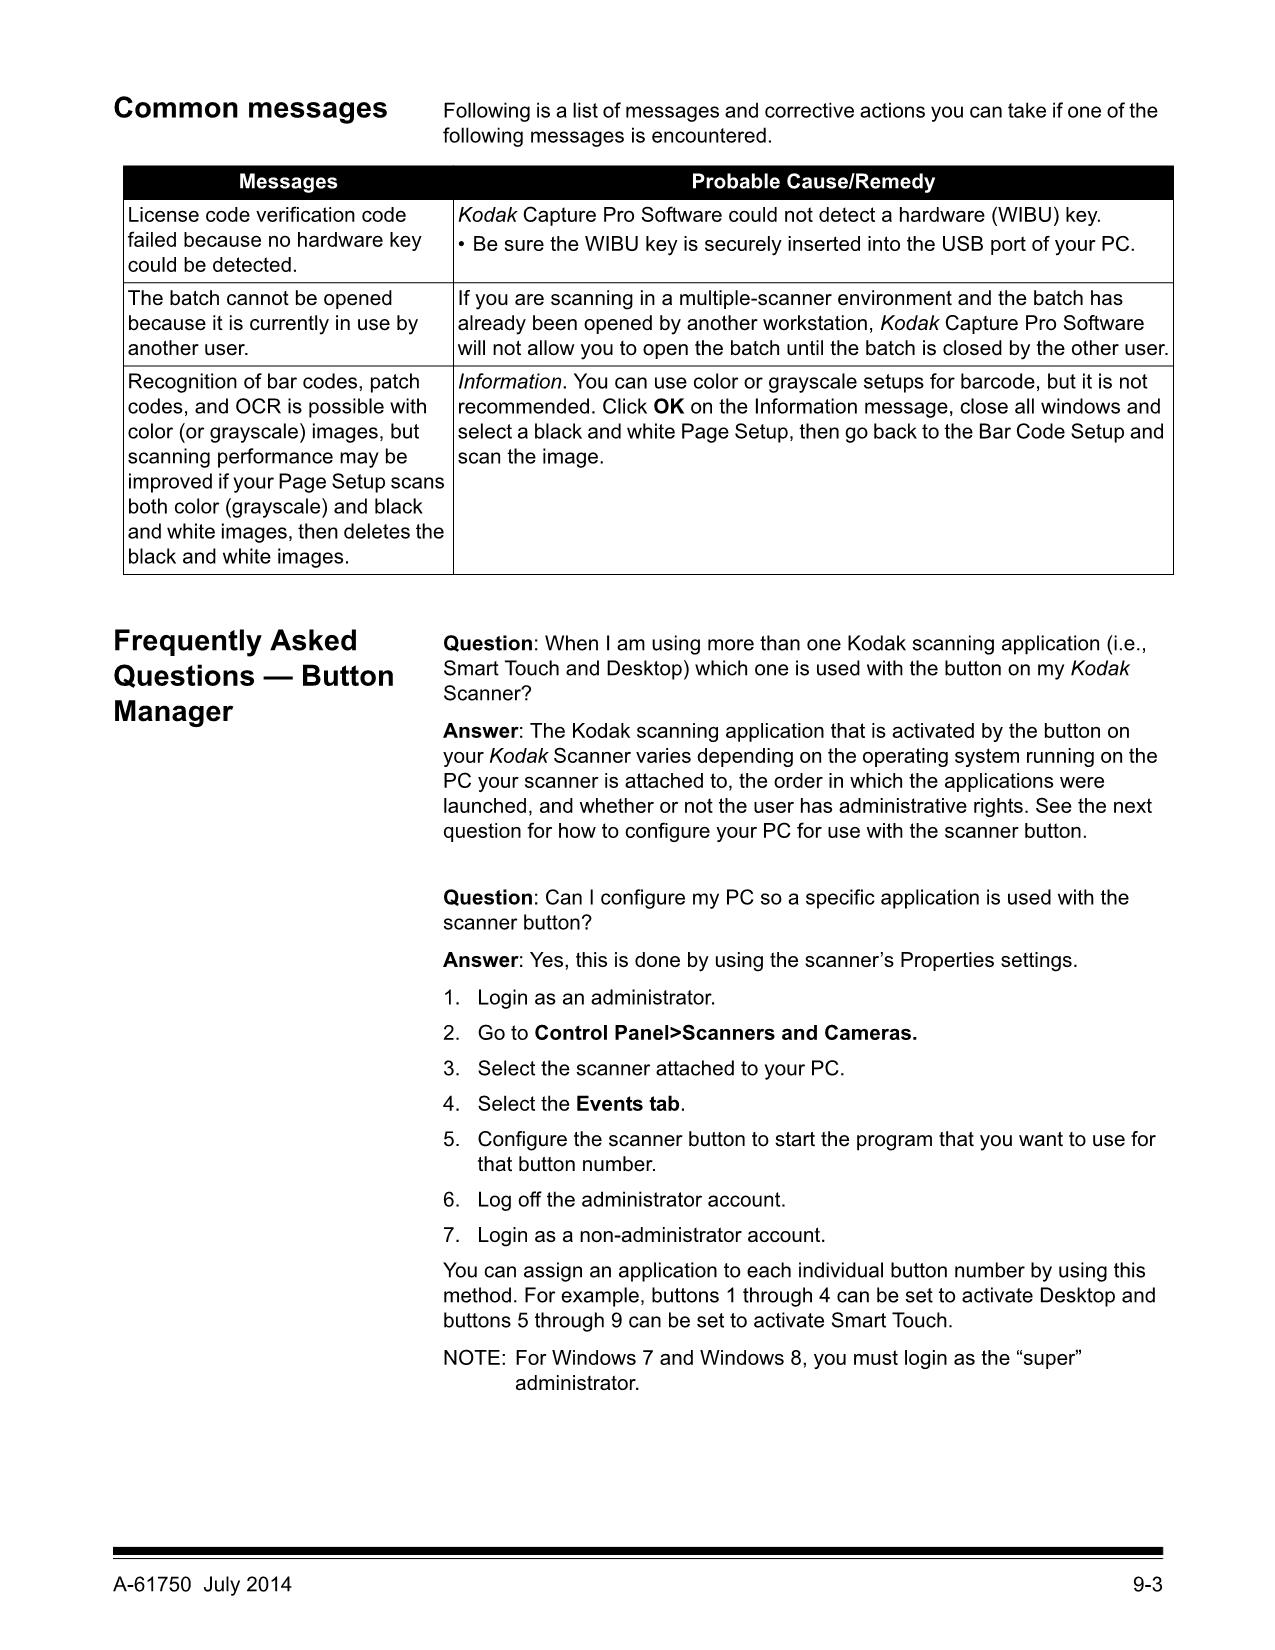 Common messages
Following is a list of messages and corrective actions you can take if one of the
following messages is encountered.
Messages
Probable Cause/Remedy
License code verification code
failed because no hardware key
could be detected.
Kodak Capture Pro Software could not detect a hardware (WIBU) key.
• Be sure the WIBU key is securely inserted into the USB port of your PC.
The batch cannot be opened
because it is currently in use by
another user.
If you are scanning in a multiple-scanner environment and the batch has
already been opened by another workstation, Kodak Capture Pro Software
will not allow you to open the batch until the batch is closed by the other user.
Recognition of bar codes, patch
codes, and OCR is possible with
color (or grayscale) images, but
scanning performance may be
improved if your Page Setup scans
both color (grayscale) and black
and white images, then deletes the
black and white images.
Information. You can use color or grayscale setups for barcode, but it is not
recommended. Click OK on the Information message, close all windows and
select a black and white Page Setup, then go back to the Bar Code Setup and
scan the image.
Frequently Asked
Questions — Button
Manager
Question: When I am using more than one Kodak scanning application (i.e.,
Smart Touch and Desktop) which one is used with the button on my Kodak
Scanner?
Answer: The Kodak scanning application that is activated by the button on
your Kodak Scanner varies depending on the operating system running on the
PC your scanner is attached to, the order in which the applications were
launched, and whether or not the user has administrative rights. See the next
question for how to configure your PC for use with the scanner button.
Question: Can I configure my PC so a specific application is used with the
scanner button?
Answer: Yes, this is done by using the scanner’s Properties settings.
1. Login as an administrator.
2. Go to Control Panel>Scanners and Cameras.
3. Select the scanner attached to your PC.
4. Select the Events tab.
5. Configure the scanner button to start the program that you want to use for
that button number.
6. Log off the administrator account.
7. Login as a non-administrator account.
You can assign an application to each individual button number by using this
method. For example, buttons 1 through 4 can be set to activate Desktop and
buttons 5 through 9 can be set to activate Smart Touch.
NOTE: For Windows 7 and Windows 8, you must login as the “super”
administrator.
A-61750 July 2014
9-3